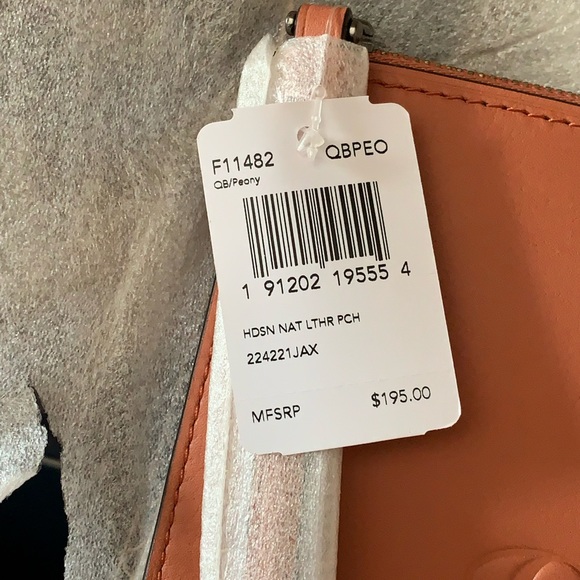 F11482 QBPEO
QB/Peony
1 91202 19555 4
HDSN NAT LTHR PCH
224221JAX
MFSRP $195.00